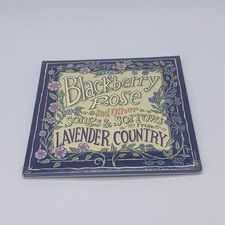 Blackberry
Rose
and Other
Songs & Sorrows
From
LAVENDER COUNTRY